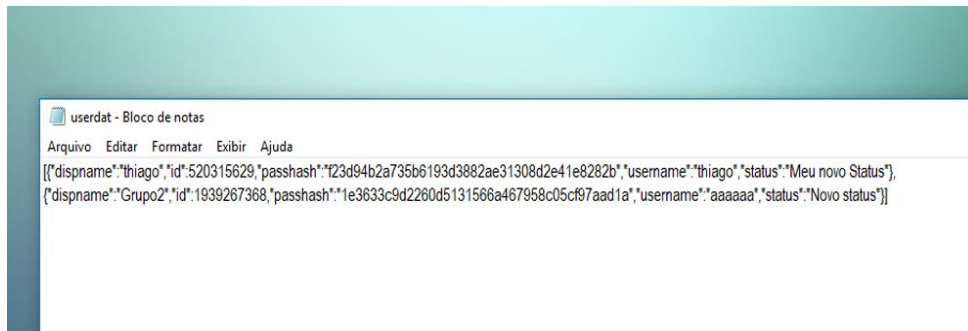 userdat - Bloco de notas
Arquivo Editar Formatar Exibir Ajuda
[{"dispname":"thiago","id":520315629,"passhash":"f23d94b2a735b6193d3882ae31308d2e41e8282b","username":"thiago","status":"Meu novo Status"},
{"dispname":"Grupo2","id":1939267368,"passhash":"1e3633c9d2260d5131566a467958c05cf97aad1a","username":"aaaaaa","status":"Novo status"}]